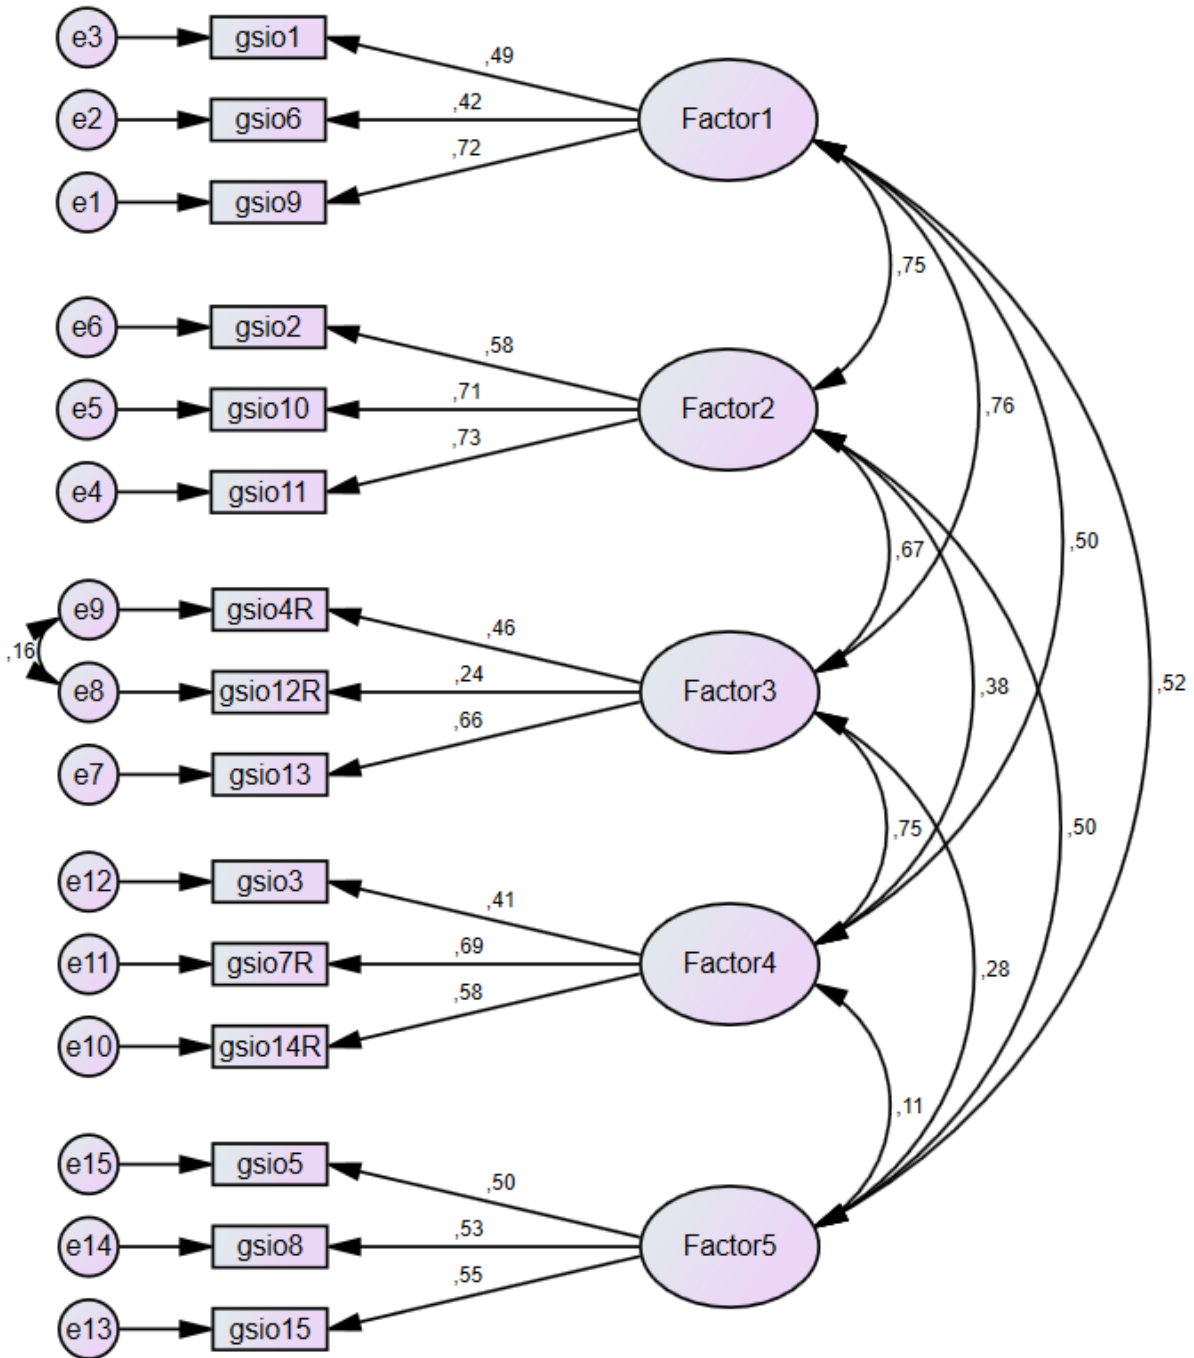 e3 gsio1 ,49
e2 gsio6 ,42 Factor1
e1 gsio9 ,72
,75
e6 gsio2 ,58
e5 gsio10 ,71 Factor2 ,76
e4 gsio11 ,73
,67 ,50
e9 gsio4R ,46
,16
e8 gsio12R ,24 Factor3 ,38 ,52
e7 gsio13 ,66
,75 ,50
e12 gsio3 ,41
e11 gsio7R ,69 Factor4 ,28
e10 gsio14R ,58
,11
e15 gsio5 ,50
e14 gsio8 ,53 Factor5
e13 gsio15 ,55